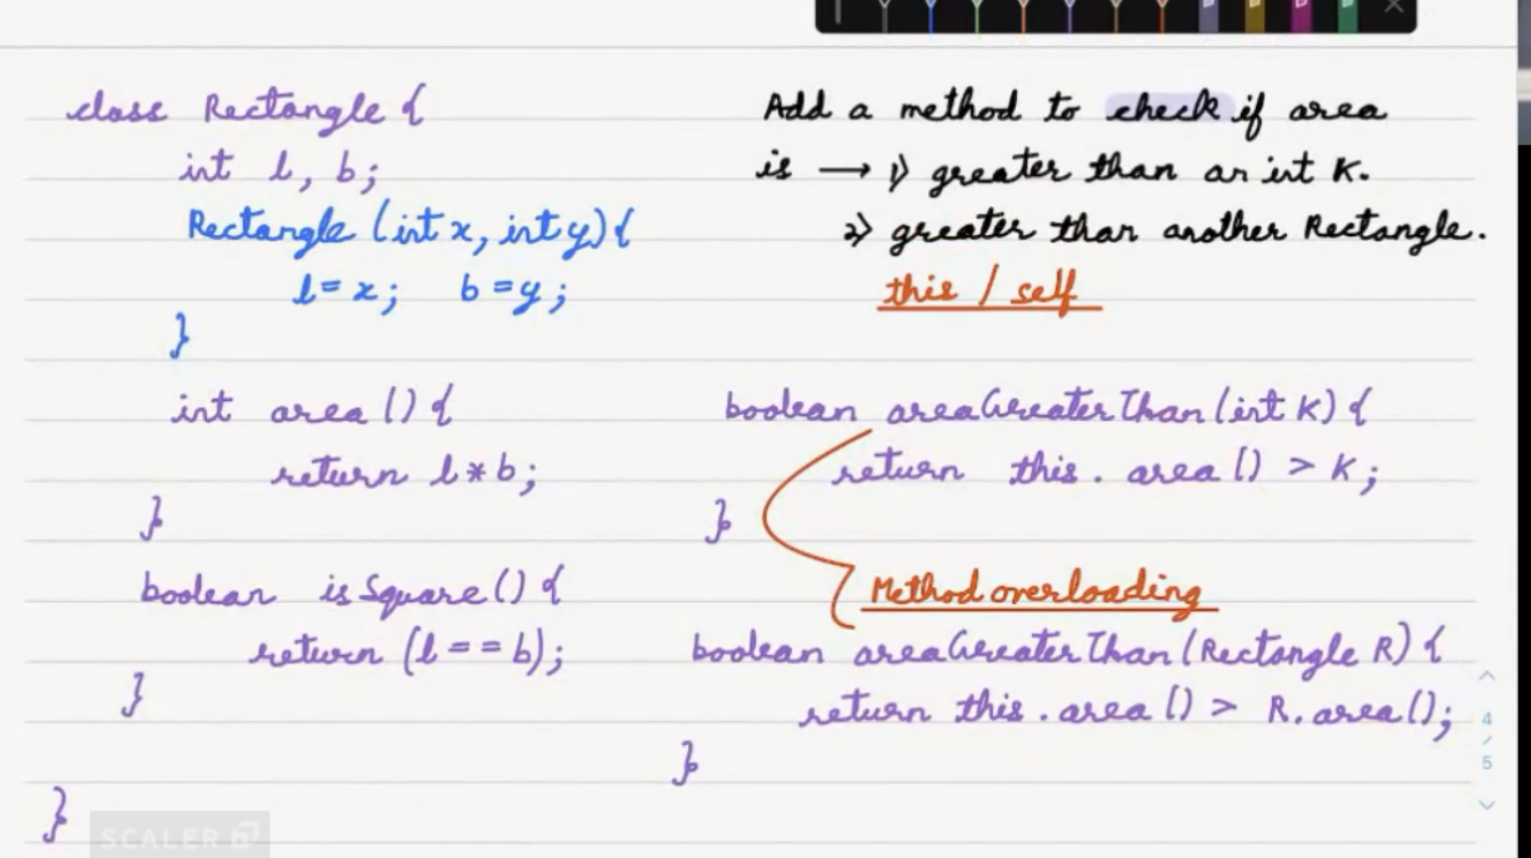 class Rectangle {
int l, b;
Rectangle (int x, int y) {
l = x; b = y;
}
int area () {
return l * b;
}
boolean isSquare () {
return (l == b);
}
}
Add a method to check if area
is → 1) greater than an int K.
2) greater than another Rectangle.
this / self
boolean areaGreaterThan (int K) {
return this. area () > K;
}
Method overloading
boolean areaGreaterThan (Rectangle R) {
return this. area () > R. area ();
}
4
/
5
SCALER